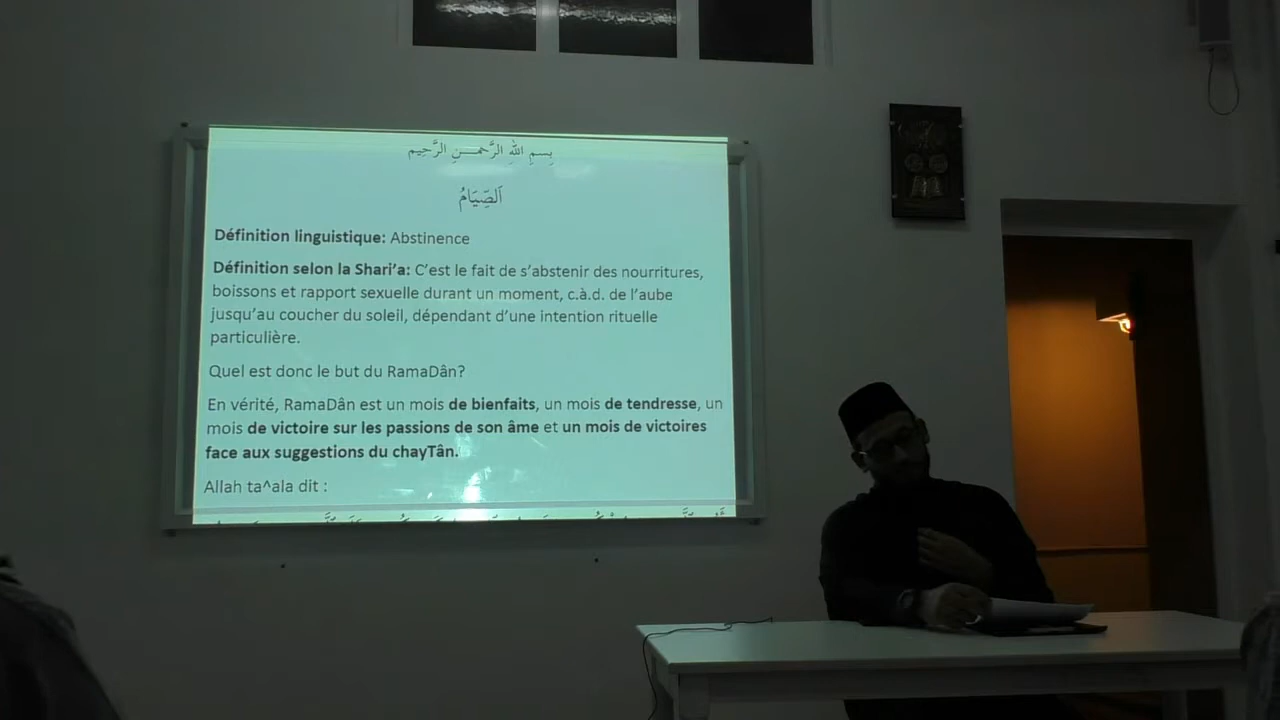 بِسمِ اللهِ الرَّحمـنِ الرَّحِيم
اَلصِّيَامُ
Définition linguistique: Abstinence
Définition selon la Shari’a: C’est le fait de s’abstenir des nourritures,
boissons et rapport sexuelle durant un moment, c.à.d. de l’aube
jusqu’au coucher du soleil, dépendant d’une intention rituelle
particulière.
Quel est donc le but du RamaDân?
En vérité, RamaDân est un mois de bienfaits, un mois de tendresse, un
mois de victoire sur les passions de son âme et un mois de victoires
face aux suggestions du chayTân.
Allah ta^ala dit :